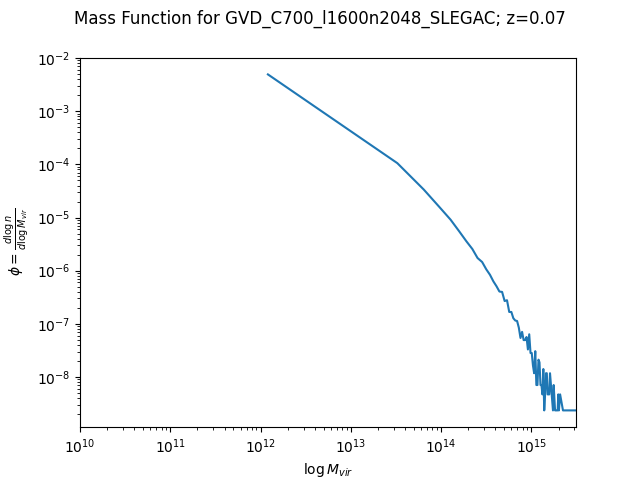 Mass Function for GVD_C700_l1600n2048_SLEGAC; z=0.07
10⁻²
10⁻³
10⁻⁴
10⁻⁵
10⁻⁶
10⁻⁷
10⁻⁸
ϕ = d log n / d log M_vir
10¹⁰ 10¹¹ 10¹² 10¹³ 10¹⁴ 10¹⁵
log M_vir